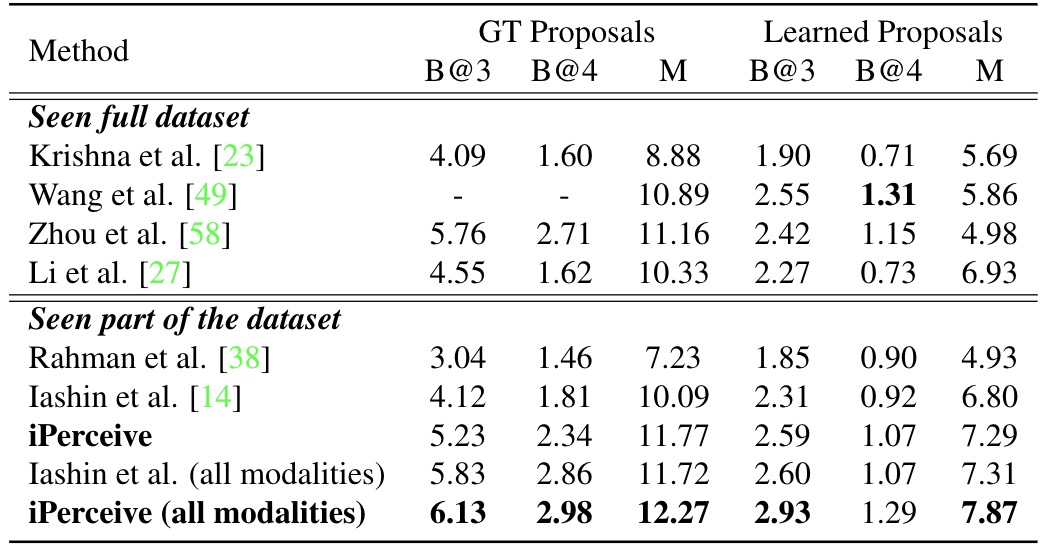 Method GT Proposals Learned Proposals
B@3 B@4 M B@3 B@4 M
Seen full dataset
Krishna et al. [23] 4.09 1.60 8.88 1.90 0.71 5.69
Wang et al. [49] - - 10.89 2.55 1.31 5.86
Zhou et al. [58] 5.76 2.71 11.16 2.42 1.15 4.98
Li et al. [27] 4.55 1.62 10.33 2.27 0.73 6.93
Seen part of the dataset
Rahman et al. [38] 3.04 1.46 7.23 1.85 0.90 4.93
Iashin et al. [14] 4.12 1.81 10.09 2.31 0.92 6.80
iPerceive 5.23 2.34 11.77 2.59 1.07 7.29
Iashin et al. (all modalities) 5.83 2.86 11.72 2.60 1.07 7.31
iPerceive (all modalities) 6.13 2.98 12.27 2.93 1.29 7.87